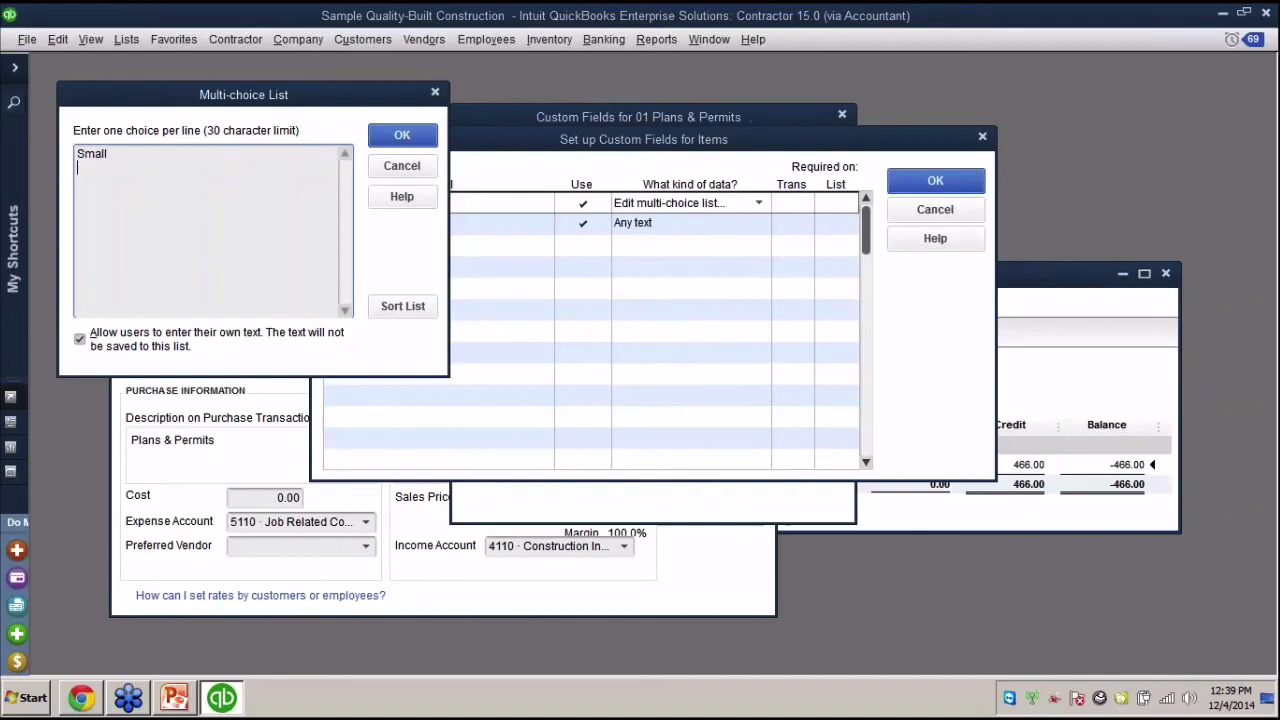 Sample Quality-Built Construction - Intuit QuickBooks Enterprise Solutions: Contractor 15.0 (via Accountant)
File Edit View Lists Favorites Contractor Company Customers Vendors Employees Inventory Banking Reports Window Help
69
Multi-choice List
Enter one choice per line (30 character limit)
Small
OK
Cancel
Help
Sort List
Allow users to enter their own text. The text will not
be saved to this list.
Custom Fields for 01 Plans & Permits
Set up Custom Fields for Items
Required on:
Use What kind of data? Trans List
Edit multi-choice list...
Any text
OK
Cancel
Help
My Shortcuts
Do M
PURCHASE INFORMATION
Description on Purchase Transactio
Plans & Permits
Cost 0.00
Expense Account 5110 · Job Related Co...
Preferred Vendor
Sales Price
Margin 100.0%
Income Account 4110 · Construction In...
How can I set rates by customers or employees?
Credit Balance
466.00 -466.00
0.00 466.00 -466.00
Start
qb
12:39 PM
12/4/2014